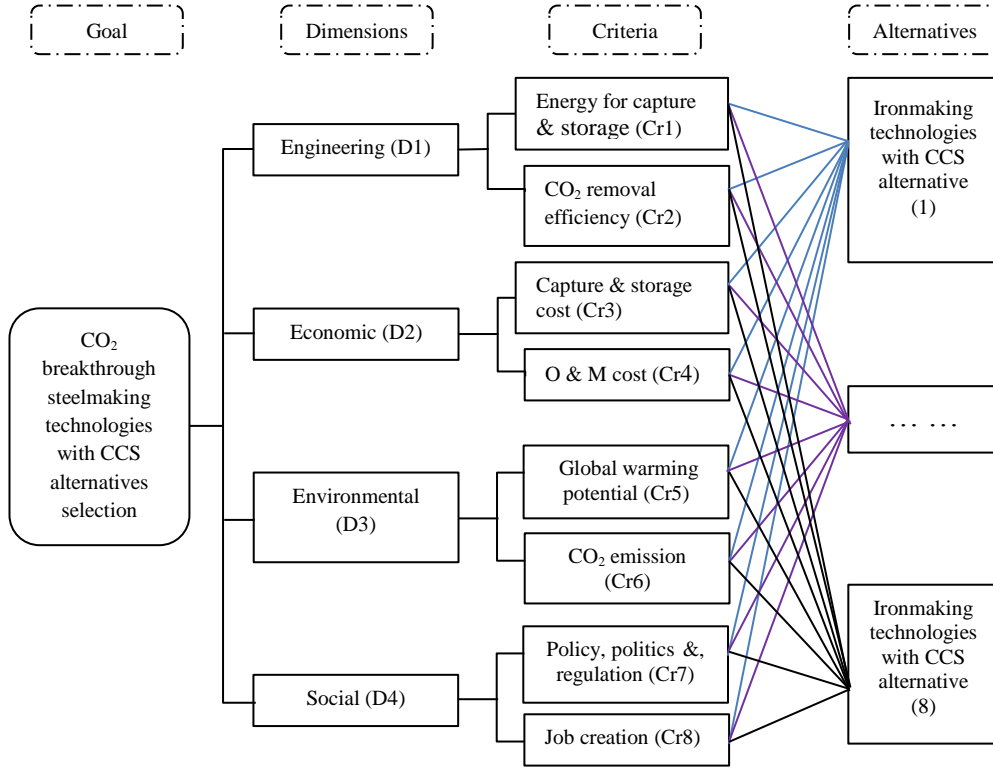 Goal
Dimensions
Criteria
Alternatives
CO₂
breakthrough
steelmaking
technologies
with CCS
alternatives
selection
Engineering (D1)
Economic (D2)
Environmental
(D3)
Social (D4)
Energy for capture
& storage (Cr1)
CO₂ removal
efficiency (Cr2)
Capture & storage
cost (Cr3)
O & M cost (Cr4)
Global warming
potential (Cr5)
CO₂ emission
(Cr6)
Policy, politics &,
regulation (Cr7)
Job creation (Cr8)
Ironmaking
technologies
with CCS
alternative
(1)
... ...
Ironmaking
technologies
with CCS
alternative
(8)